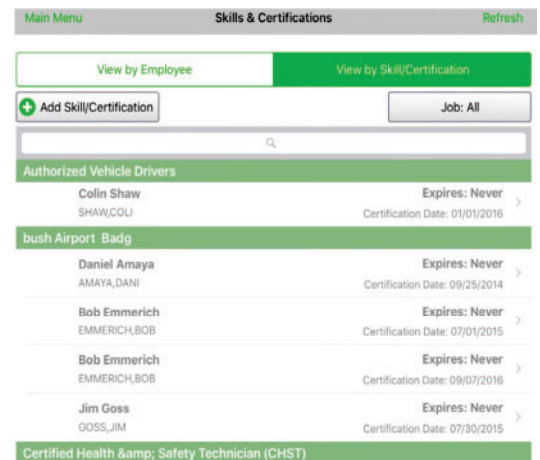 Main Menu Skills & Certifications Refresh
View by Employee View by Skill/Certification
Add Skill/Certification Job: All
Authorized Vehicle Drivers
Colin Shaw Expires: Never
SHAW,COLI Certification Date: 01/01/2016
bush Airport Badg
Daniel Amaya Expires: Never
AMAYA,DANI Certification Date: 09/25/2014
Bob Emmerich Expires: Never
EMMERICH,BOB Certification Date: 07/01/2015
Bob Emmerich Expires: Never
EMMERICH,BOB Certification Date: 09/07/2016
Jim Goss Expires: Never
GOSS,JIM Certification Date: 07/30/2015
Certified Health &amp; Safety Technician (CHST)